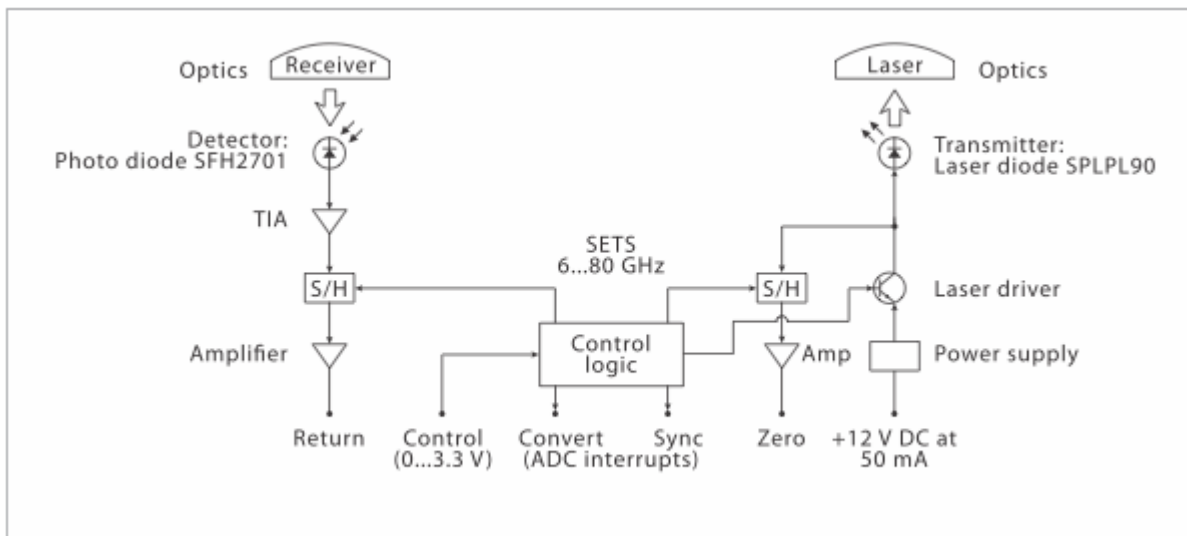 Optics
Receiver
Laser
Optics
Detector:
Photo diode SFH2701
Transmitter:
Laser diode SPLPL90
TIA
SETS
6...80 GHz
S/H
S/H
Laser driver
Amplifier
Control
logic
Amp
Power supply
Return
Control
(0...3.3 V)
Convert
Sync
(ADC interrupts)
Zero
+12 V DC at
50 mA